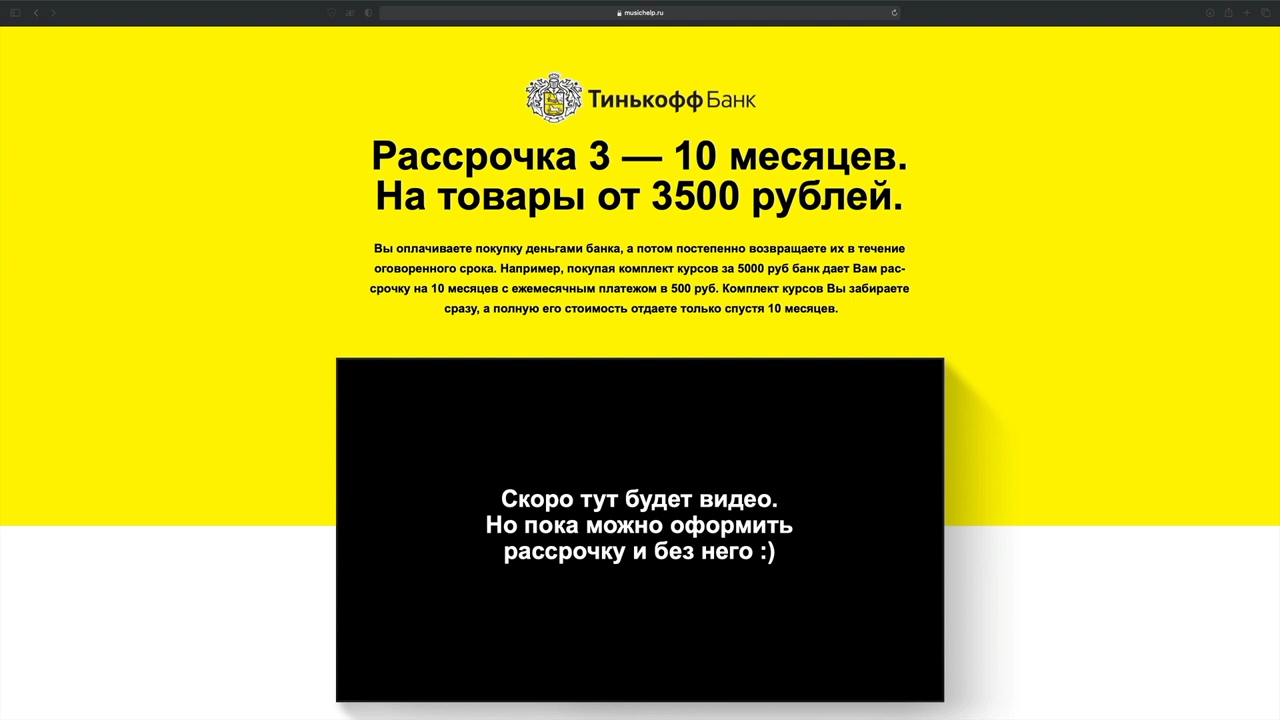 musichelp.ru
Тинькофф Банк
Рассрочка 3 — 10 месяцев.
На товары от 3500 рублей.
Вы оплачиваете покупку деньгами банка, а потом постепенно возвращаете их в течение
оговоренного срока. Например, покупая комплект курсов за 5000 руб банк дает Вам рас-
срочку на 10 месяцев с ежемесячным платежом в 500 руб. Комплект курсов Вы забираете
сразу, а полную его стоимость отдаете только спустя 10 месяцев.
Скоро тут будет видео.
Но пока можно оформить
рассрочку и без него :)